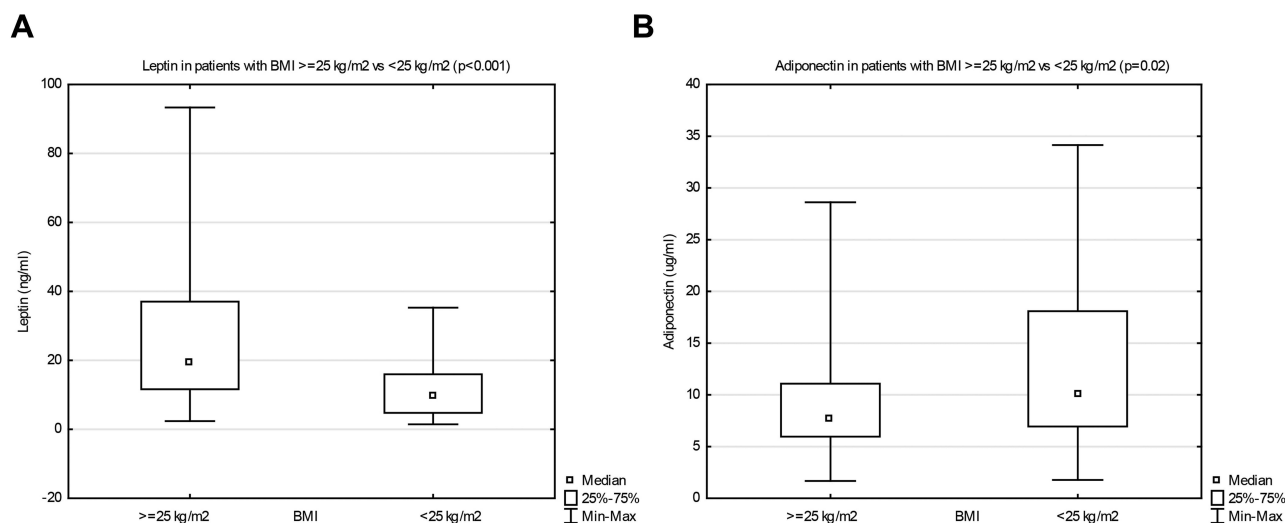 A
Leptin in patients with BMI >=25 kg/m2 vs <25 kg/m2 (p<0.001)
Leptin (ng/ml)
100
80
60
40
20
0
-20
>=25 kg/m2 BMI <25 kg/m2
Median
25%-75%
Min-Max
B
Adiponectin in patients with BMI >=25 kg/m2 vs <25 kg/m2 (p=0.02)
Adiponectin (ug/ml)
40
35
30
25
20
15
10
5
0
>=25 kg/m2 BMI <25 kg/m2
Median
25%-75%
Min-Max